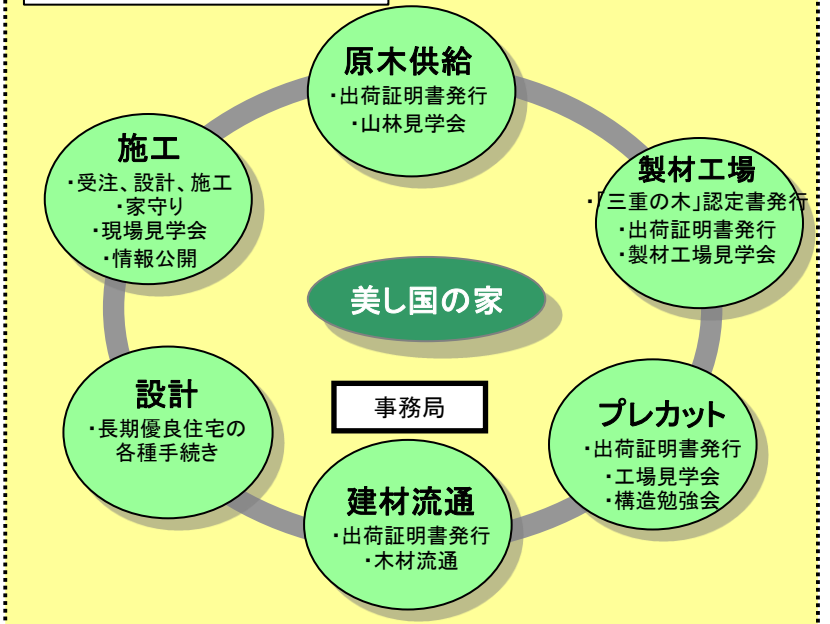 原木供給
・出荷証明書発行
・山林見学会
施工
・受注、設計、施工
・家守り
・現場見学会
・情報公開
製材工場
・「三重の木」認定書発行
・出荷証明書発行
・製材工場見学会
美し国の家
設計
・長期優良住宅の
各種手続き
事務局
プレカット
・出荷証明書発行
・工場見学会
・構造勉強会
建材流通
・出荷証明書発行
・木材流通